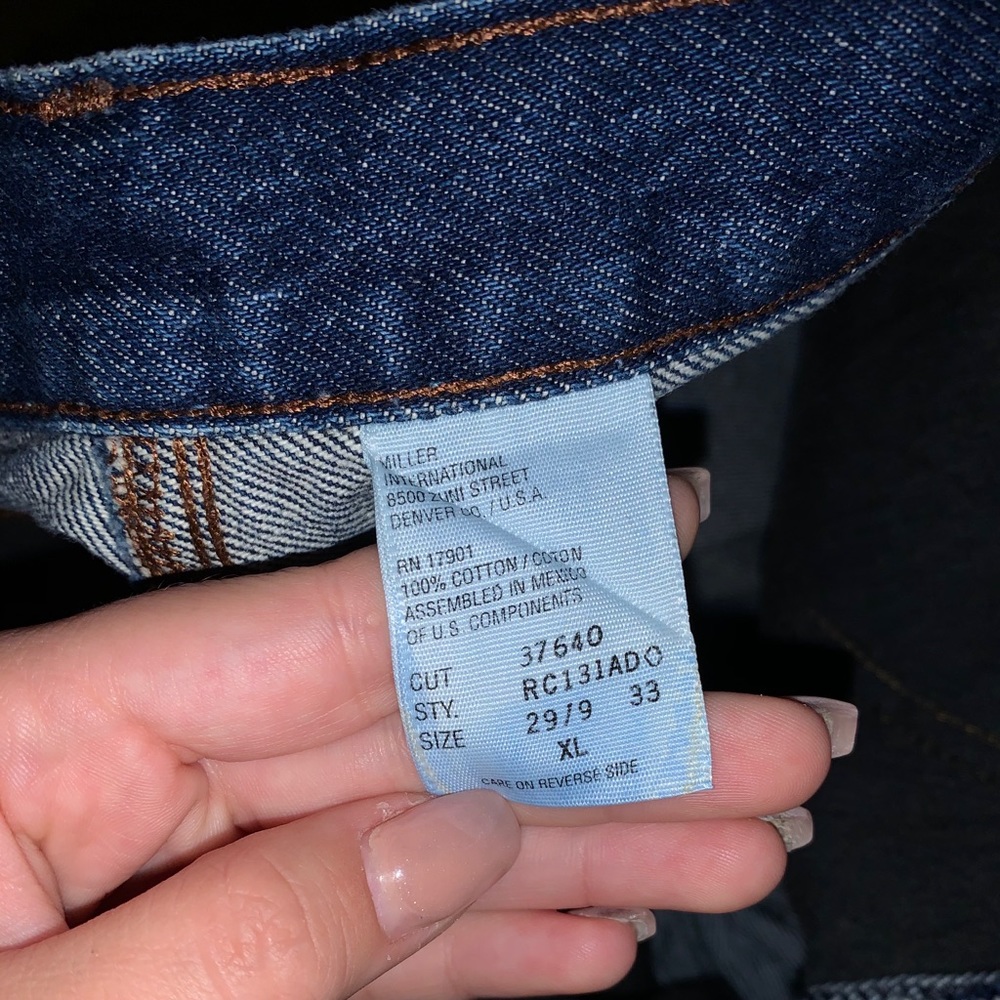 MILLER
INTERNATIONAL
8500 ZUNI STREET
DENVER CO. / U.S.A.
RN 17901
100% COTTON / COTON
ASSEMBLED IN MEXICO
OF U.S. COMPONENTS
CUT 37640
STY. RC131AD◇
SIZE 29/9 33
XL
CARE ON REVERSE SIDE